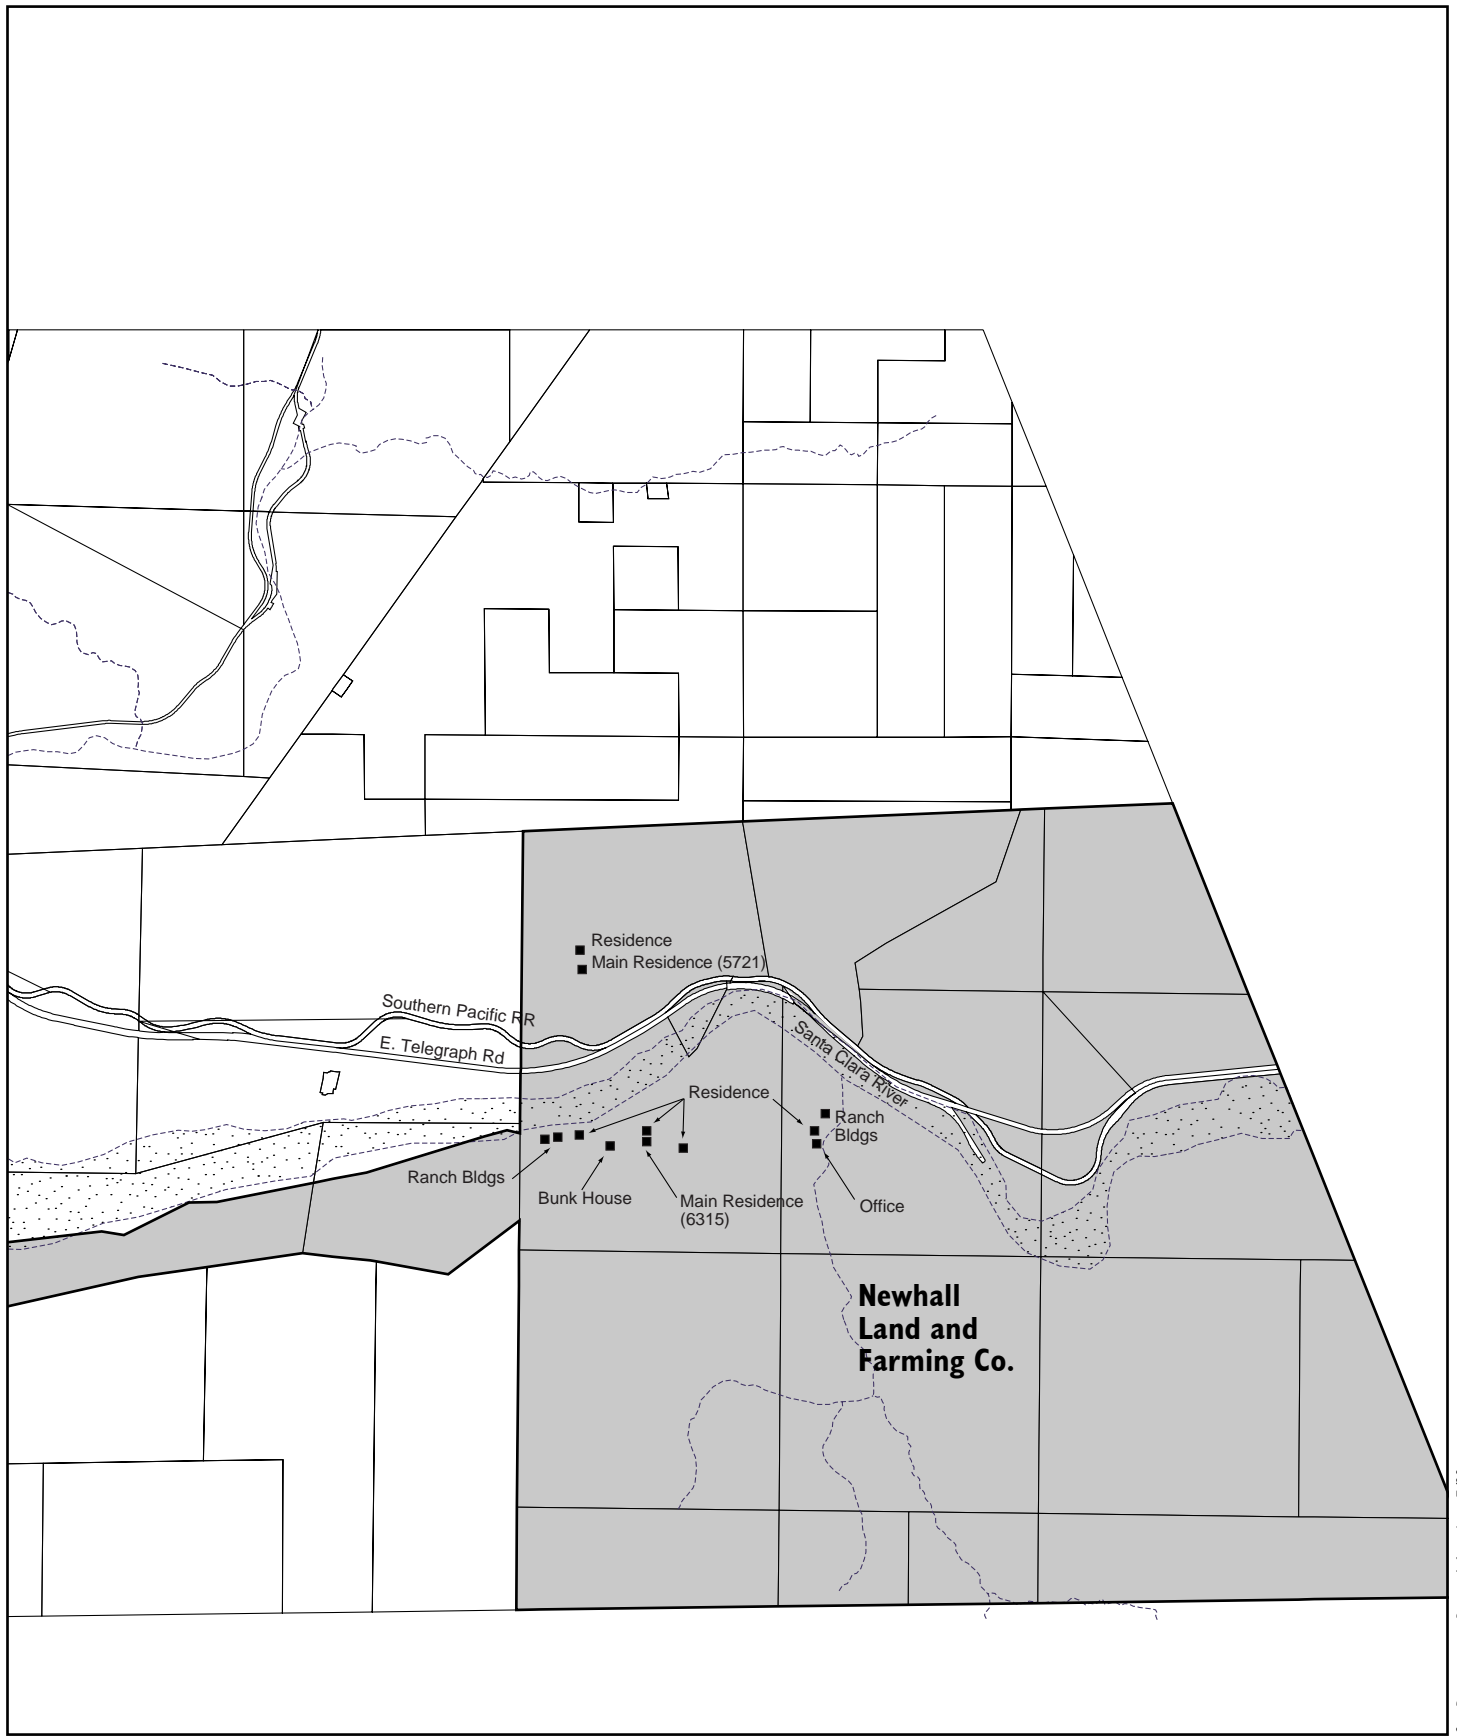 Residence
Main Residence (5721)
Southern Pacific RR
E. Telegraph Rd
Santa Clara River
Residence
Ranch
Bldgs
Ranch Bldgs
Bunk House
Main Residence
(6315)
Office
Newhall
Land and
Farming Co.